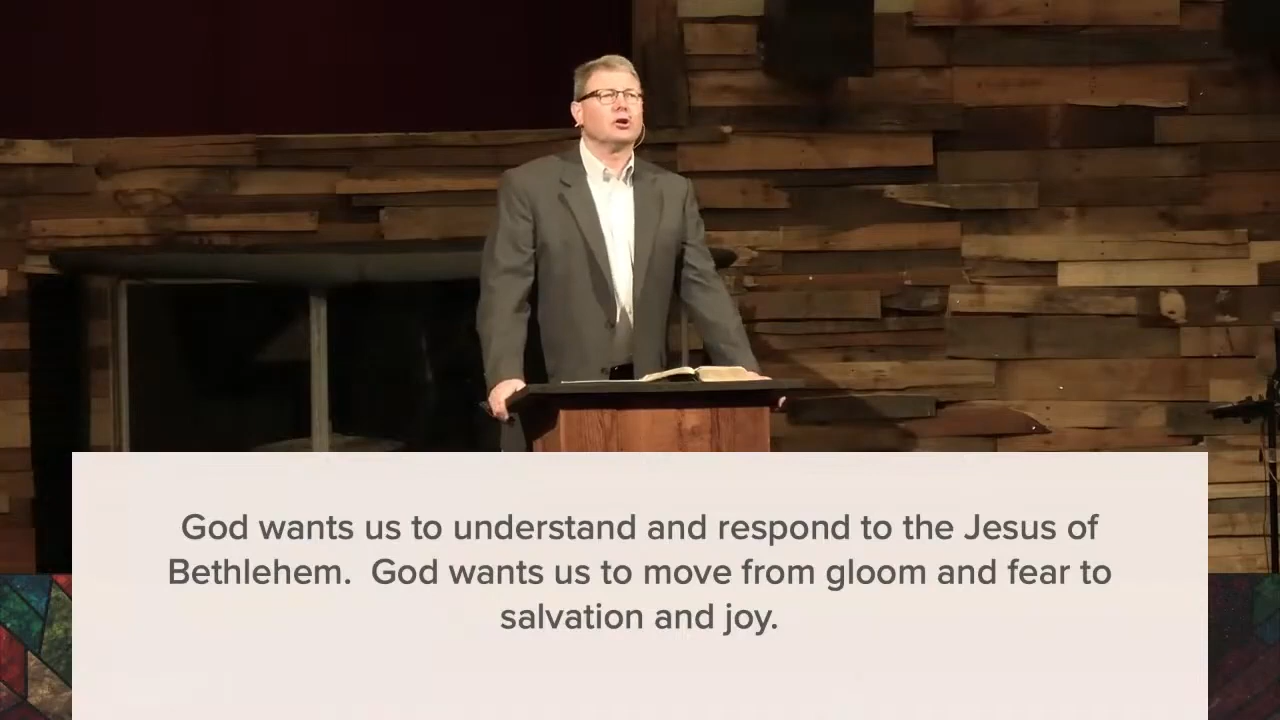 God wants us to understand and respond to the Jesus of
Bethlehem.  God wants us to move from gloom and fear to
salvation and joy.